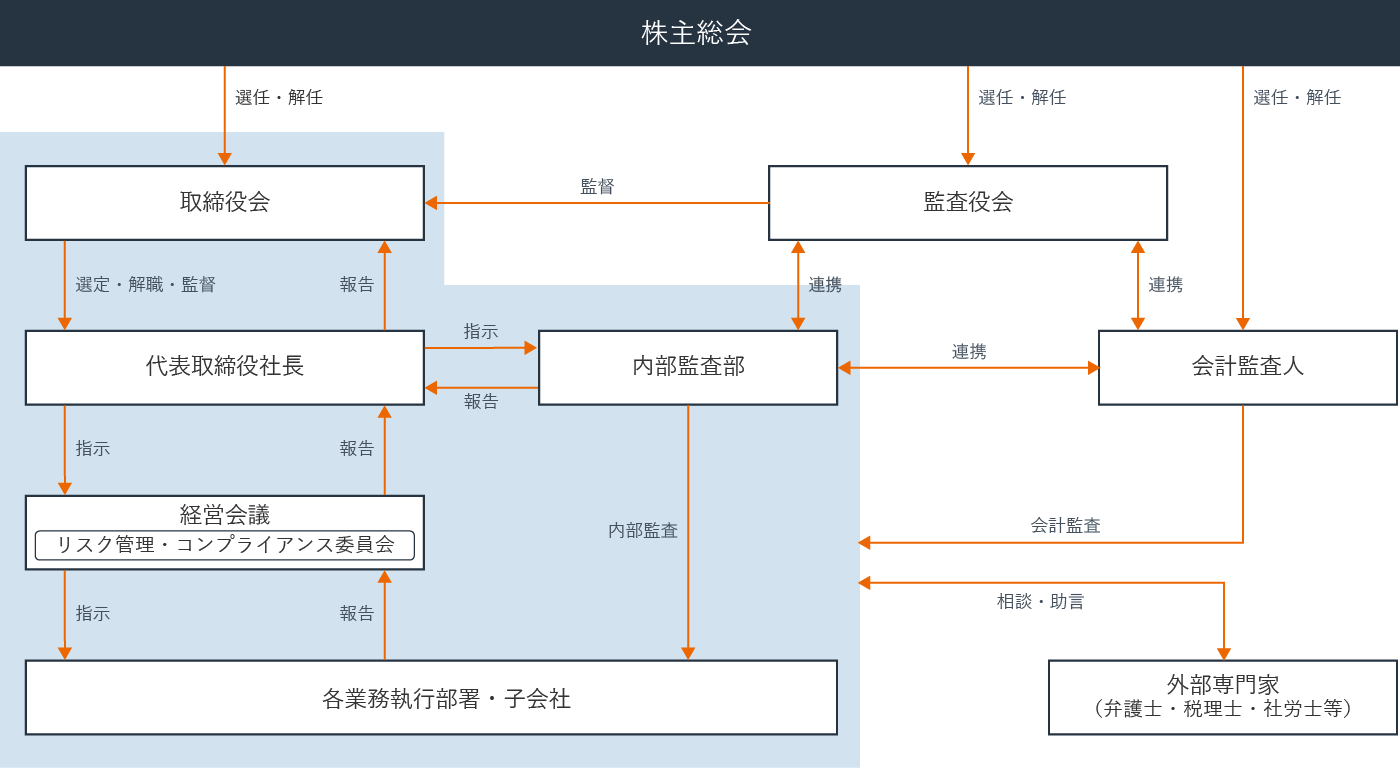 株主総会
選任・解任
選任・解任
選任・解任
取締役会
監督
監査役会
選定・解職・監督
報告
連携
連携
代表取締役社長
指示
報告
内部監査部
連携
会計監査人
指示
報告
経営会議
リスク管理・コンプライアンス委員会
内部監査
会計監査
指示
報告
相談・助言
各業務執行部署・子会社
外部専門家
（弁護士・税理士・社労士等）